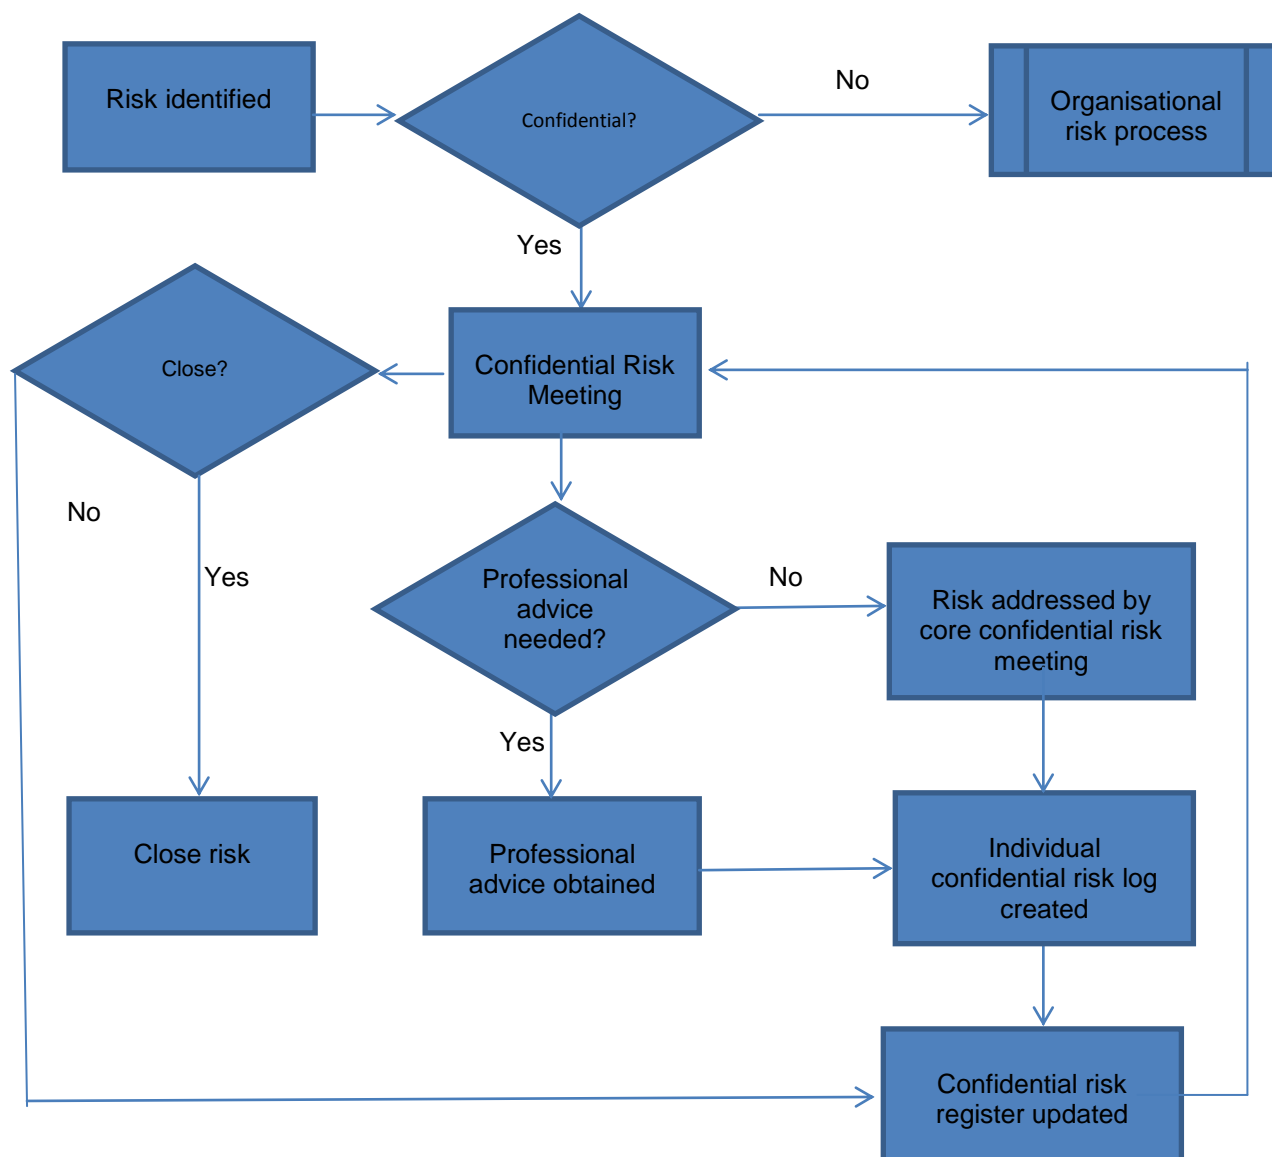 Risk identified
Confidential?
No
Organisational
risk process
Yes
Close?
Confidential Risk
Meeting
No
Yes
Professional
advice
needed?
No
Risk addressed by
core confidential risk
meeting
Yes
Close risk
Professional
advice obtained
Individual
confidential risk log
created
Confidential risk
register updated